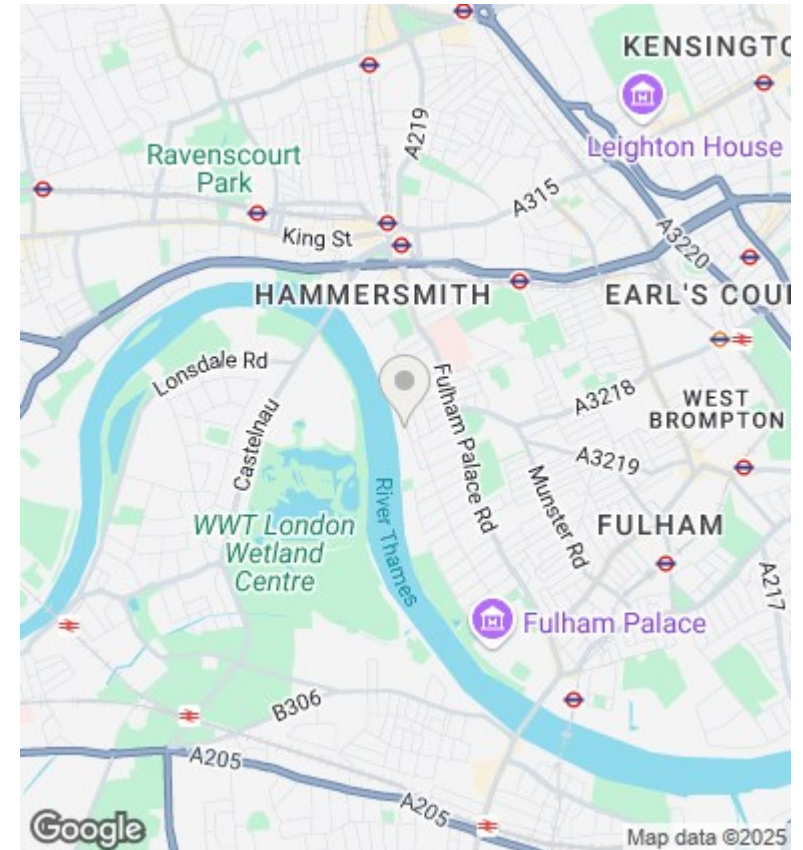 KENSINGTO
Leighton House
A219
Ravenscourt
Park
A315
King St
A3220
HAMMERSMITH
EARL'S COU
Lonsdale Rd
Fulham Palace Rd
A3218
WEST
BROMPTON
Castelnau
A3219
Munster Rd
River Thames
WWT London
Wetland
Centre
FULHAM
A217
Fulham Palace
B306
A205
A205
Google
Map data ©2025